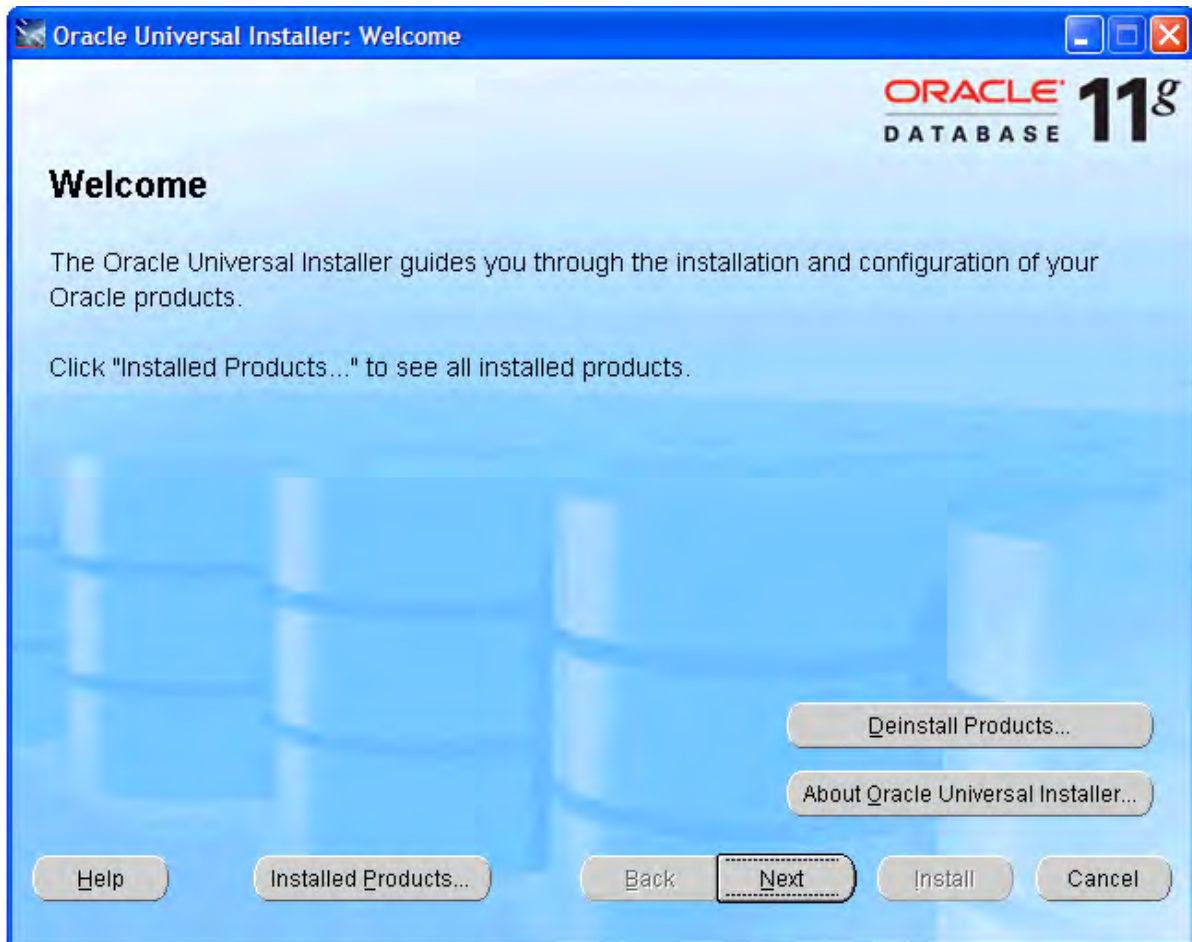 Oracle Universal Installer: Welcome
ORACLE
DATABASE
11g
Welcome
The Oracle Universal Installer guides you through the installation and configuration of your
Oracle products.
Click "Installed Products..." to see all installed products.
Deinstall Products...
About Oracle Universal Installer...
Help
Installed Products...
Back
Next
Install
Cancel